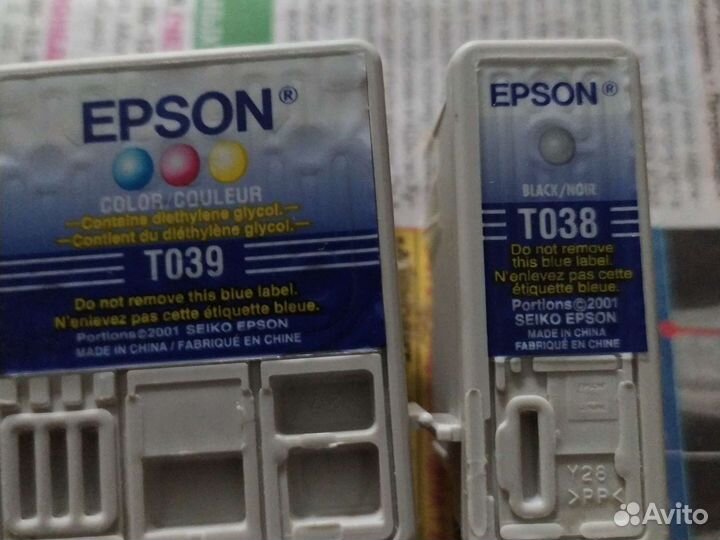 EPSON®
COLOR/COULEUR
Contains diethylene glycol.
Contient du diéthylène glycol.
T039
Do not remove this blue label.
N'enlevez pas cette étiquette bleue.
Portions©2001 SEIKO EPSON
MADE IN CHINA / FABRIQUÉ EN CHINE
EPSON®
BLACK/NOIR
T038
Do not remove
this blue label.
N'enlevez pas cette
étiquette bleue.
Portions©2001
SEIKO EPSON
MADE IN CHINA
FABRIQUÉ EN CHINE
Y26
>PP<
Avito